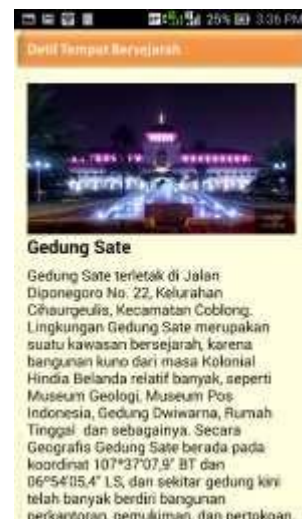 25% 3:36 PM
Detil Tempat Bersejarah
Gedung Sate
Gedung Sate terletak di Jalan
Diponegoro No. 22, Kelurahan
Cihaurgeulis, Kecamatan Coblong.
Lingkungan Gedung Sate merupakan
suatu kawasan bersejarah, karena
bangunan kuno dari masa Kolonial
Hindia Belanda relatif banyak, seperti
Museum Geologi, Museum Pos
Indonesia, Gedung Dwiwarna, Rumah
Tinggal dan sebagainya. Secara
Geografis Gedung Sate berada pada
koordinat 107°37'07,9" BT dan
06°54'05,4" LS, dan sekitar gedung kini
telah banyak berdiri bangunan
perkantoran, pemukiman, dan pertokoan